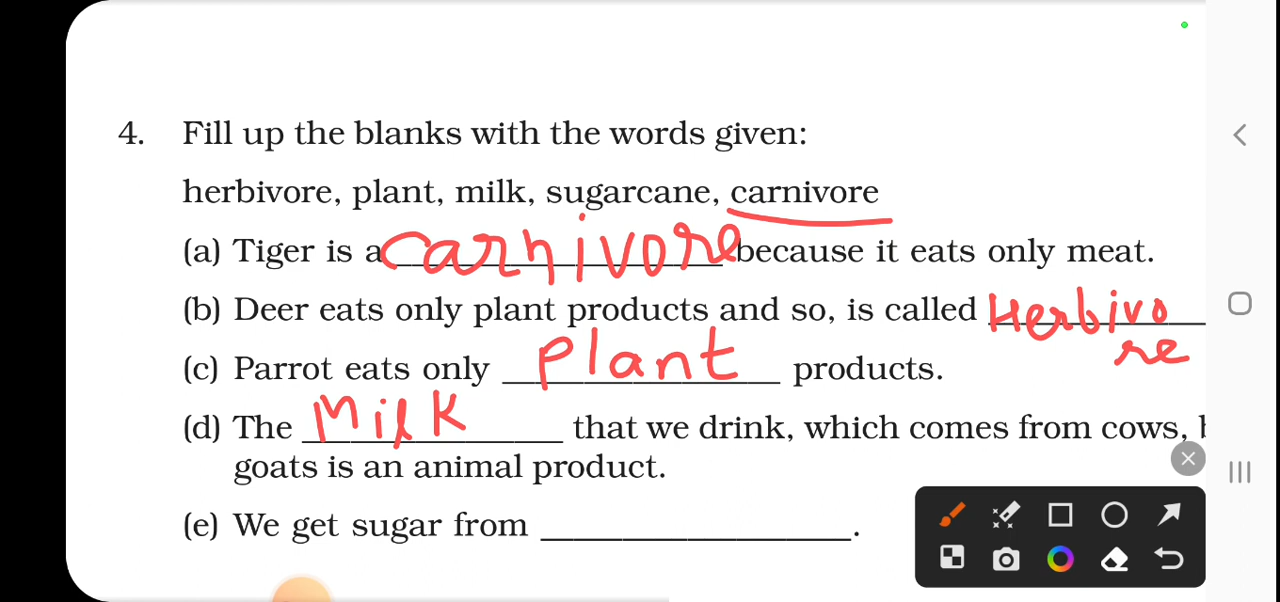 4. Fill up the blanks with the words given:
herbivore, plant, milk, sugarcane, carnivore
(a) Tiger is a carnivore because it eats only meat.
(b) Deer eats only plant products and so, is called Herbivo
re
(c) Parrot eats only plant products.
(d) The Milk that we drink, which comes from cows,
goats is an animal product.
(e) We get sugar from ____________.